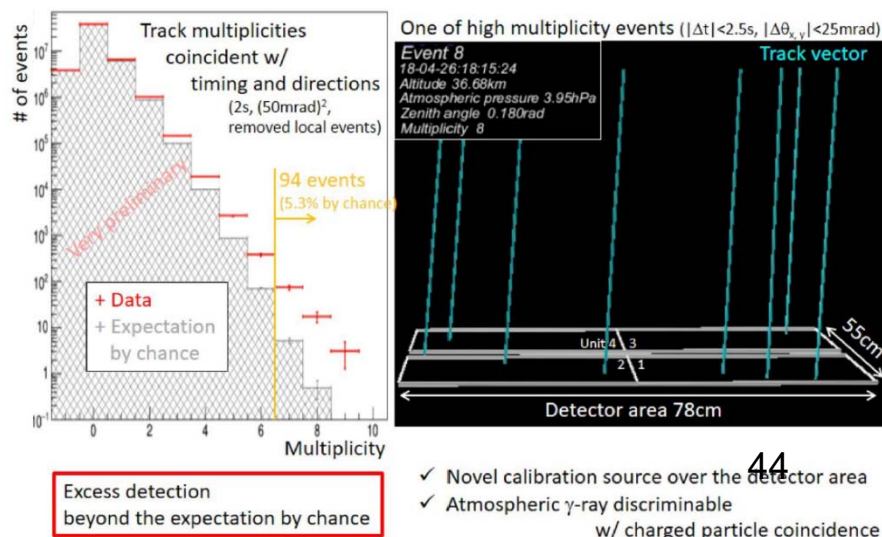 Track multiplicities
coincident w/
timing and directions
(2s, (50mrad)²,
removed local events)
# of events
10⁷
10⁶
10⁵
10⁴
10³
10²
10
1
10⁻¹
Very preliminary
94 events
(5.3% by chance)
+ Data
+ Expectation
by chance
0
2
4
6
8
10
Multiplicity
One of high multiplicity events (|Δt|<2.5s, |Δθx, y|<25mrad)
Event 8
18-04-26:18:15:24
Altitude 36.68km
Atmospheric pressure 3.95hPa
Zenith angle 0.180rad
Multiplicity 8
Track vector
Unit 4
3
2
1
55cm
Detector area 78cm
Excess detection
beyond the expectation by chance
44
✓ Novel calibration source over the detector area
✓ Atmospheric γ-ray discriminable
w/ charged particle coincidence